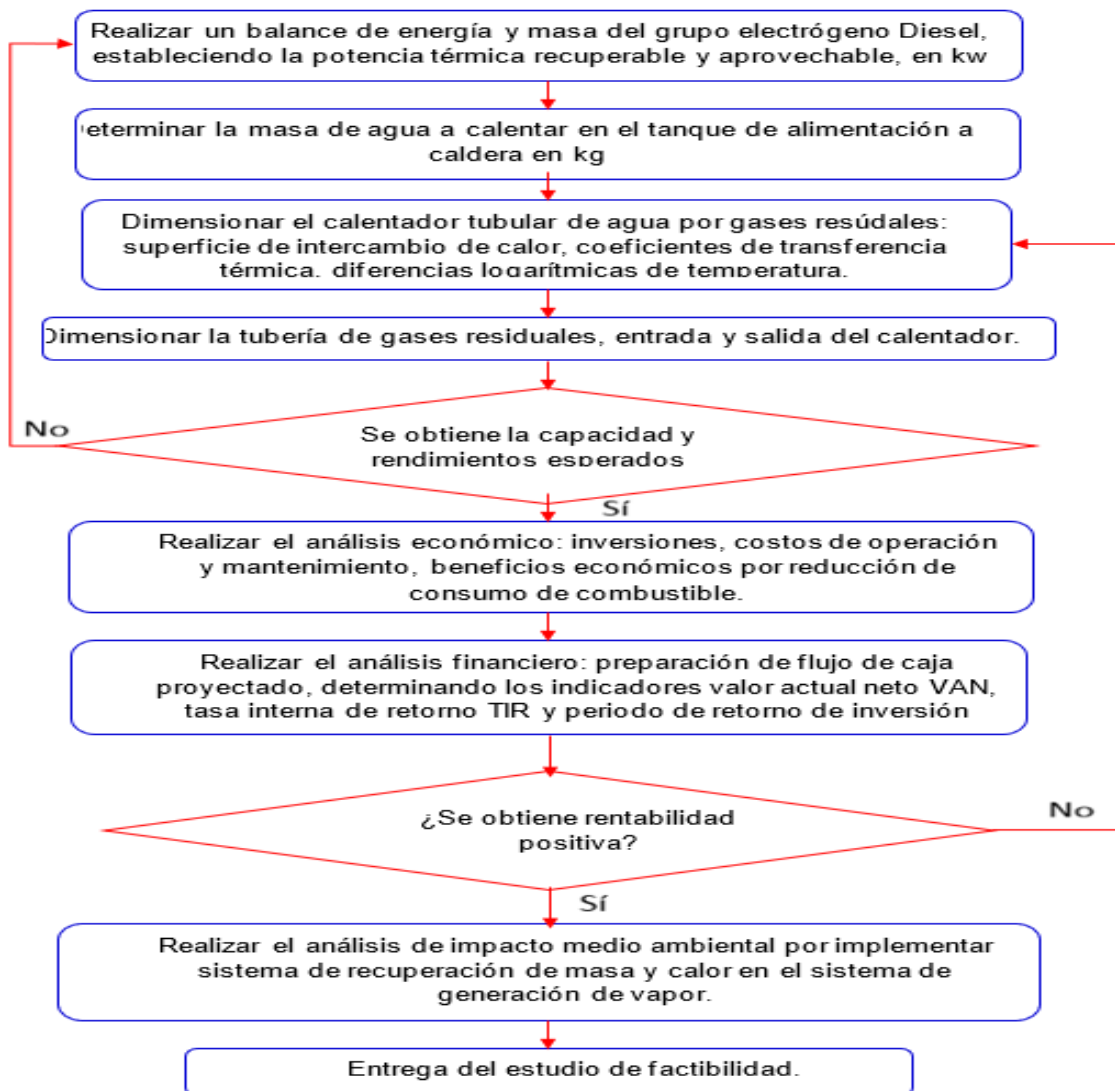 Realizar un balance de energía y masa del grupo electrógeno Diesel,
estableciendo la potencia térmica recuperable y aprovechable, en kw
eterminar la masa de agua a calentar en el tanque de alimentación a
caldera en kg
Dimensionar el calentador tubular de agua por gases resúdales:
superficie de intercambio de calor, coeficientes de transferencia
térmica. diferencias logarítmicas de temperatura.
Dimensionar la tubería de gases residuales, entrada y salida del calentador.
No
Se obtiene la capacidad y
rendimientos esperados
Sí
Realizar el análisis económico: inversiones, costos de operación
y mantenimiento, beneficios económicos por reducción de
consumo de combustible.
Realizar el análisis financiero: preparación de flujo de caja
proyectado, determinando los indicadores valor actual neto VAN,
tasa interna de retorno TIR y periodo de retorno de inversión
¿Se obtiene rentabilidad
positiva?
No
Sí
Realizar el análisis de impacto medio ambiental por implementar
sistema de recuperación de masa y calor en el sistema de
generación de vapor.
Entrega del estudio de factibilidad.